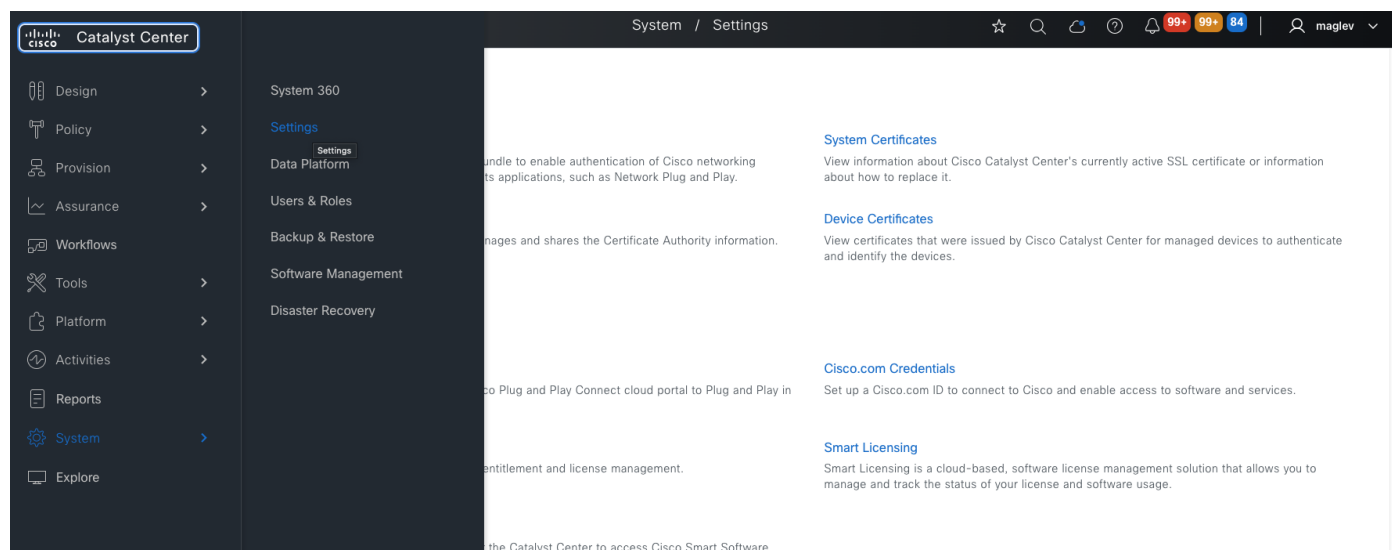 cisco
Catalyst Center
System / Settings
99+
99+
84
maglev
Design
Policy
Provision
Assurance
Workflows
Tools
Platform
Activities
Reports
System
Explore
System 360
Settings
Settings
Data Platform
Users & Roles
Backup & Restore
Software Management
Disaster Recovery
undle to enable authentication of Cisco networking
ts applications, such as Network Plug and Play.
nages and shares the Certificate Authority information.
co Plug and Play Connect cloud portal to Plug and Play in
entitlement and license management.
the Catalyst Center to access Cisco Smart Software
System Certificates
View information about Cisco Catalyst Center's currently active SSL certificate or information
about how to replace it.
Device Certificates
View certificates that were issued by Cisco Catalyst Center for managed devices to authenticate
and identify the devices.
Cisco.com Credentials
Set up a Cisco.com ID to connect to Cisco and enable access to software and services.
Smart Licensing
Smart Licensing is a cloud-based, software license management solution that allows you to
manage and track the status of your license and software usage.